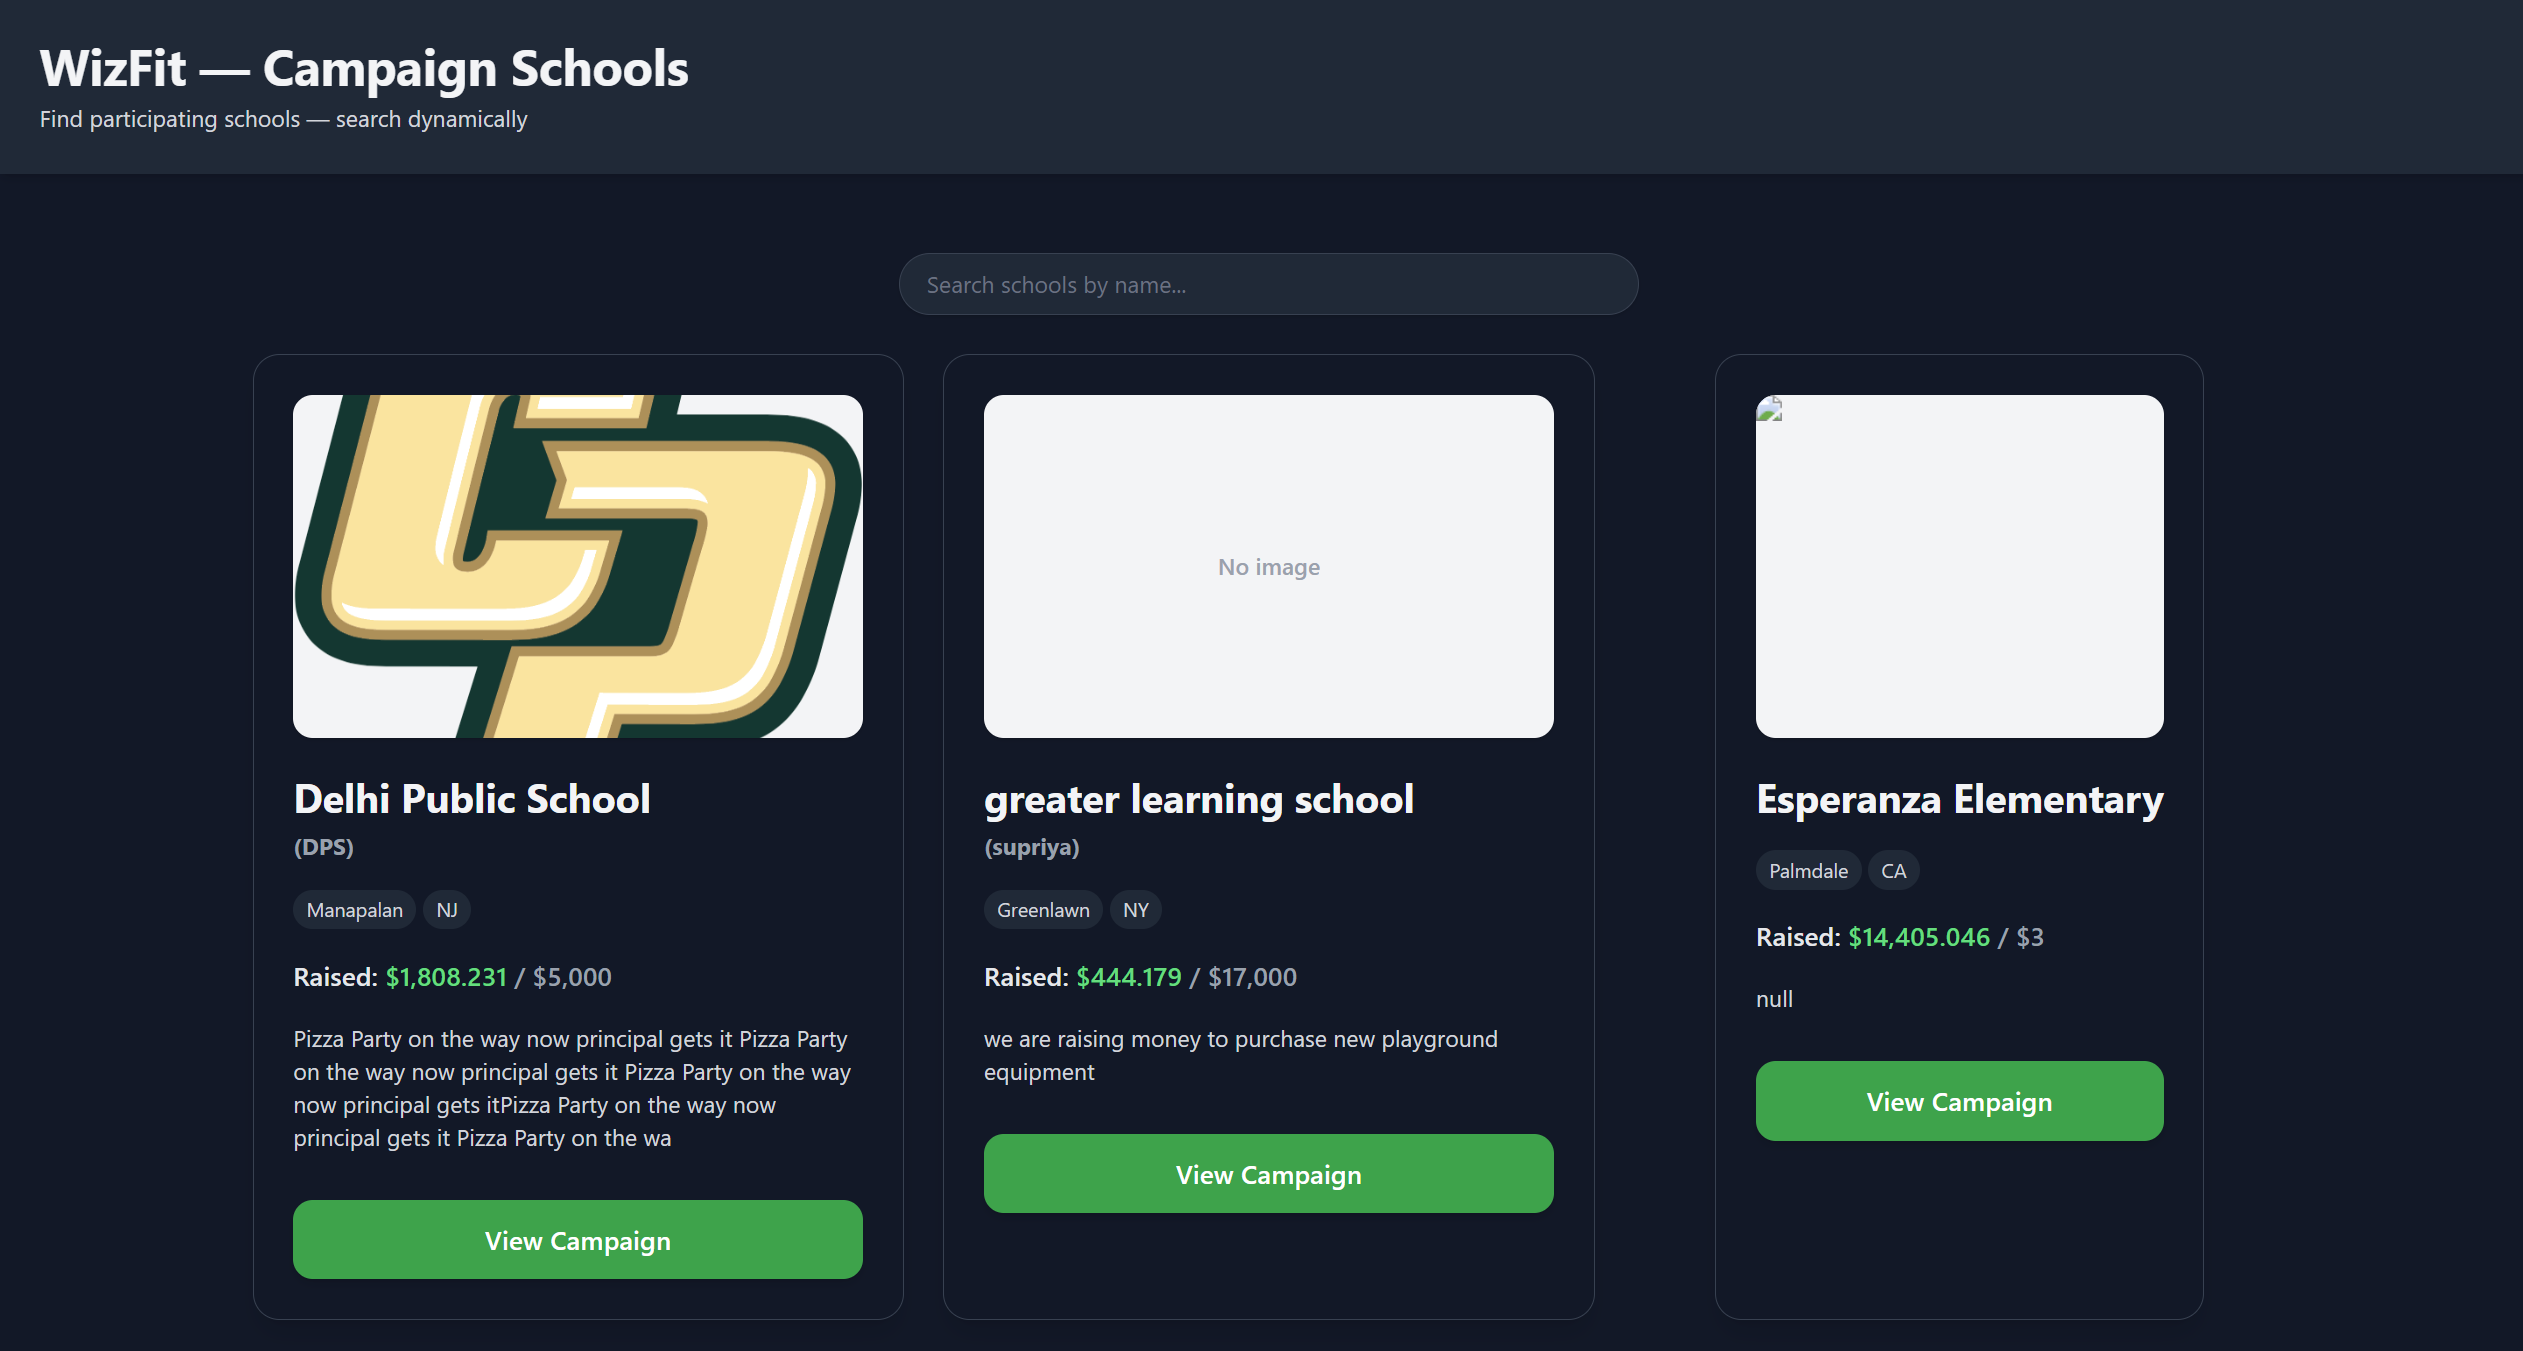 WizFit — Campaign Schools
Find participating schools — search dynamically
Search schools by name...
Delhi Public School
(DPS)
Manapalan NJ
Raised: $1,808.231 / $5,000
Pizza Party on the way now principal gets it Pizza Party
on the way now principal gets it Pizza Party on the way
now principal gets itPizza Party on the way now
principal gets it Pizza Party on the wa
View Campaign
No image
greater learning school
(supriya)
Greenlawn NY
Raised: $444.179 / $17,000
we are raising money to purchase new playground
equipment
View Campaign
Esperanza Elementary
Palmdale CA
Raised: $14,405.046 / $3
null
View Campaign